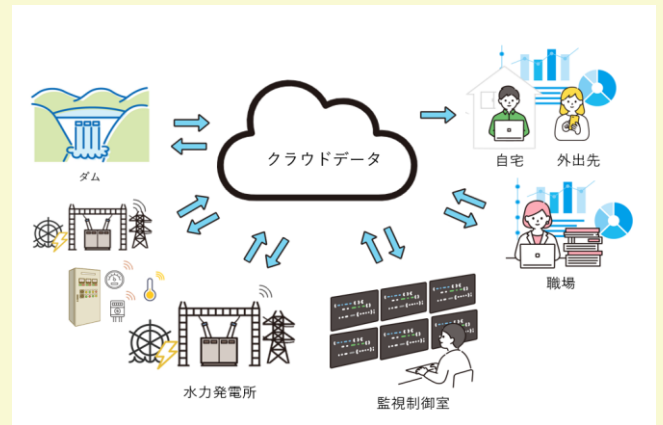 クラウドデータ
ダム
自宅
外出先
職場
水力発電所
監視制御室